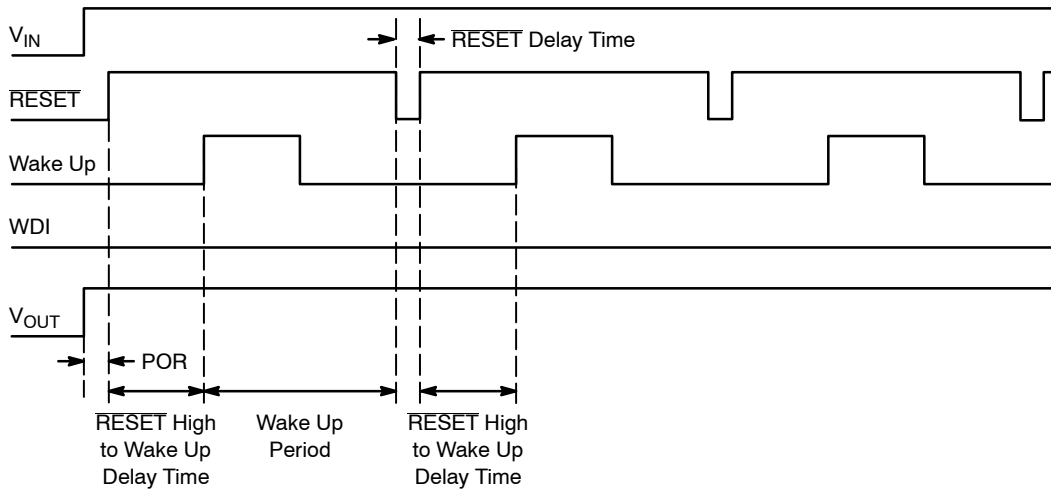 V_IN
RESET Delay Time
RESET
Wake Up
WDI
V_OUT
POR
RESET High
to Wake Up
Delay Time
Wake Up
Period
RESET High
to Wake Up
Delay Time